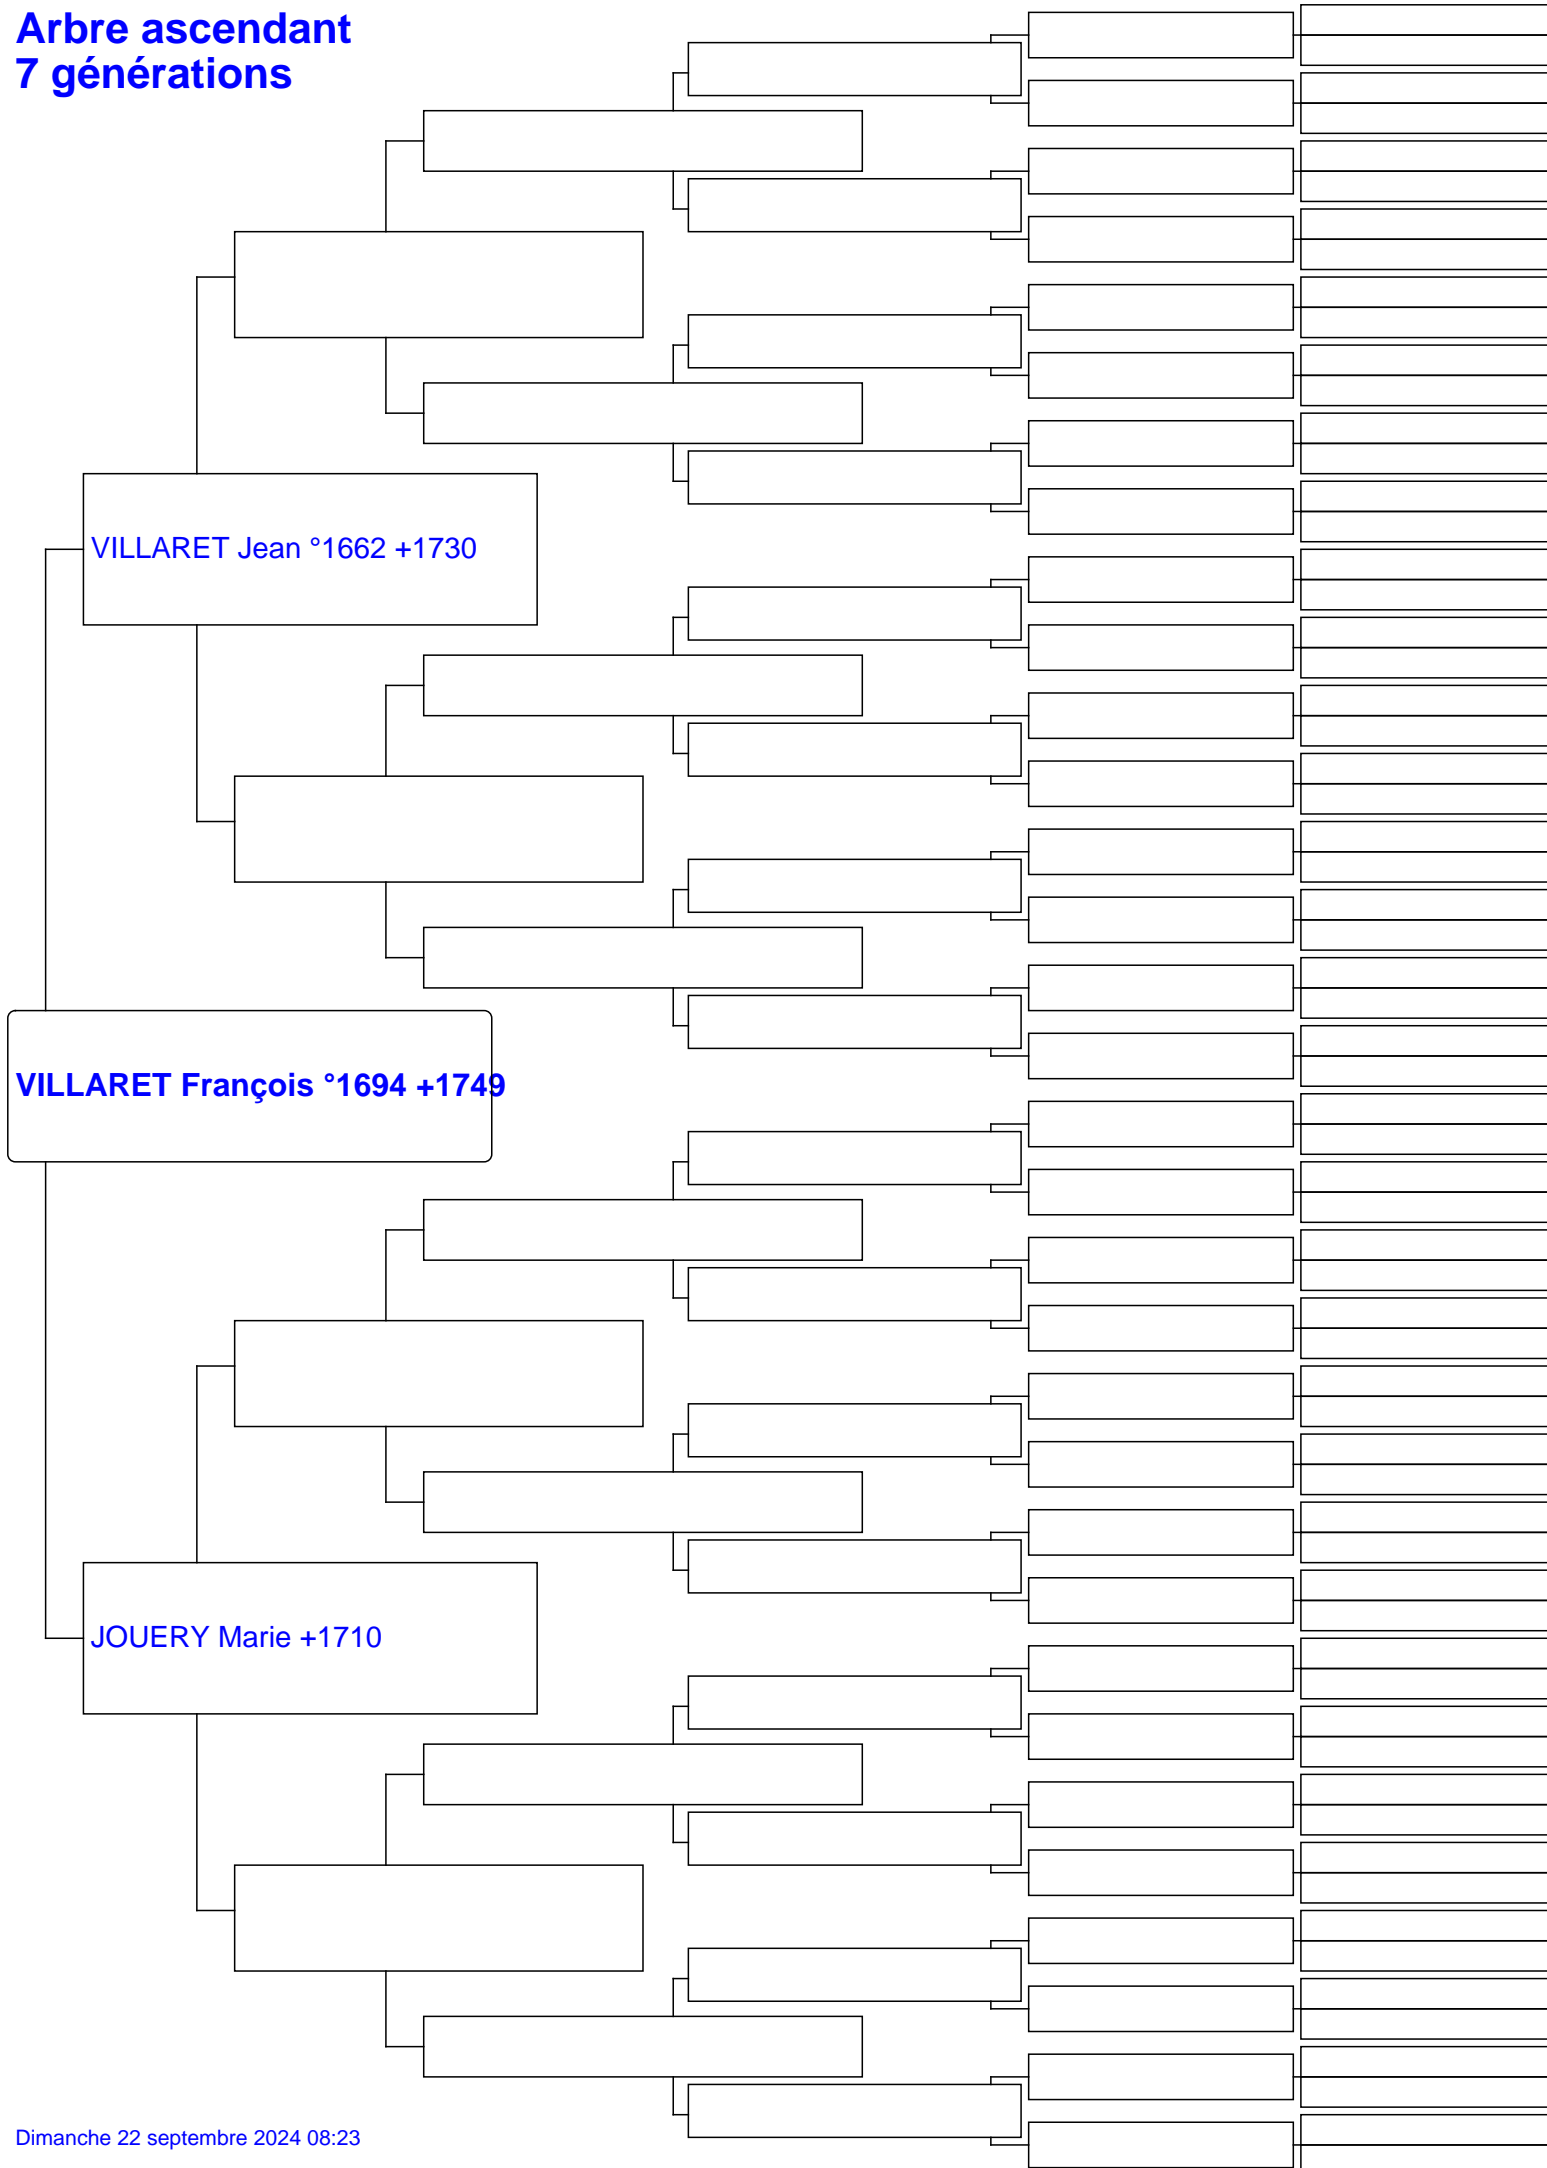 Arbre ascendant
7 générations
VILLARET Jean °1662 +1730
VILLARET François °1694 +1749
JOUERY Marie +1710
Dimanche 22 septembre 2024 08:23